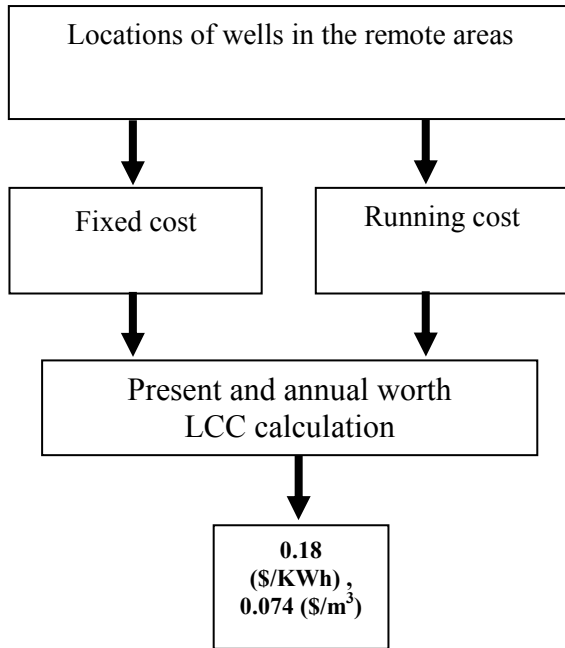 Locations of wells in the remote areas
Fixed cost
Running cost
Present and annual worth
LCC calculation
0.18
($/KWh) ,
0.074 ($/m³)